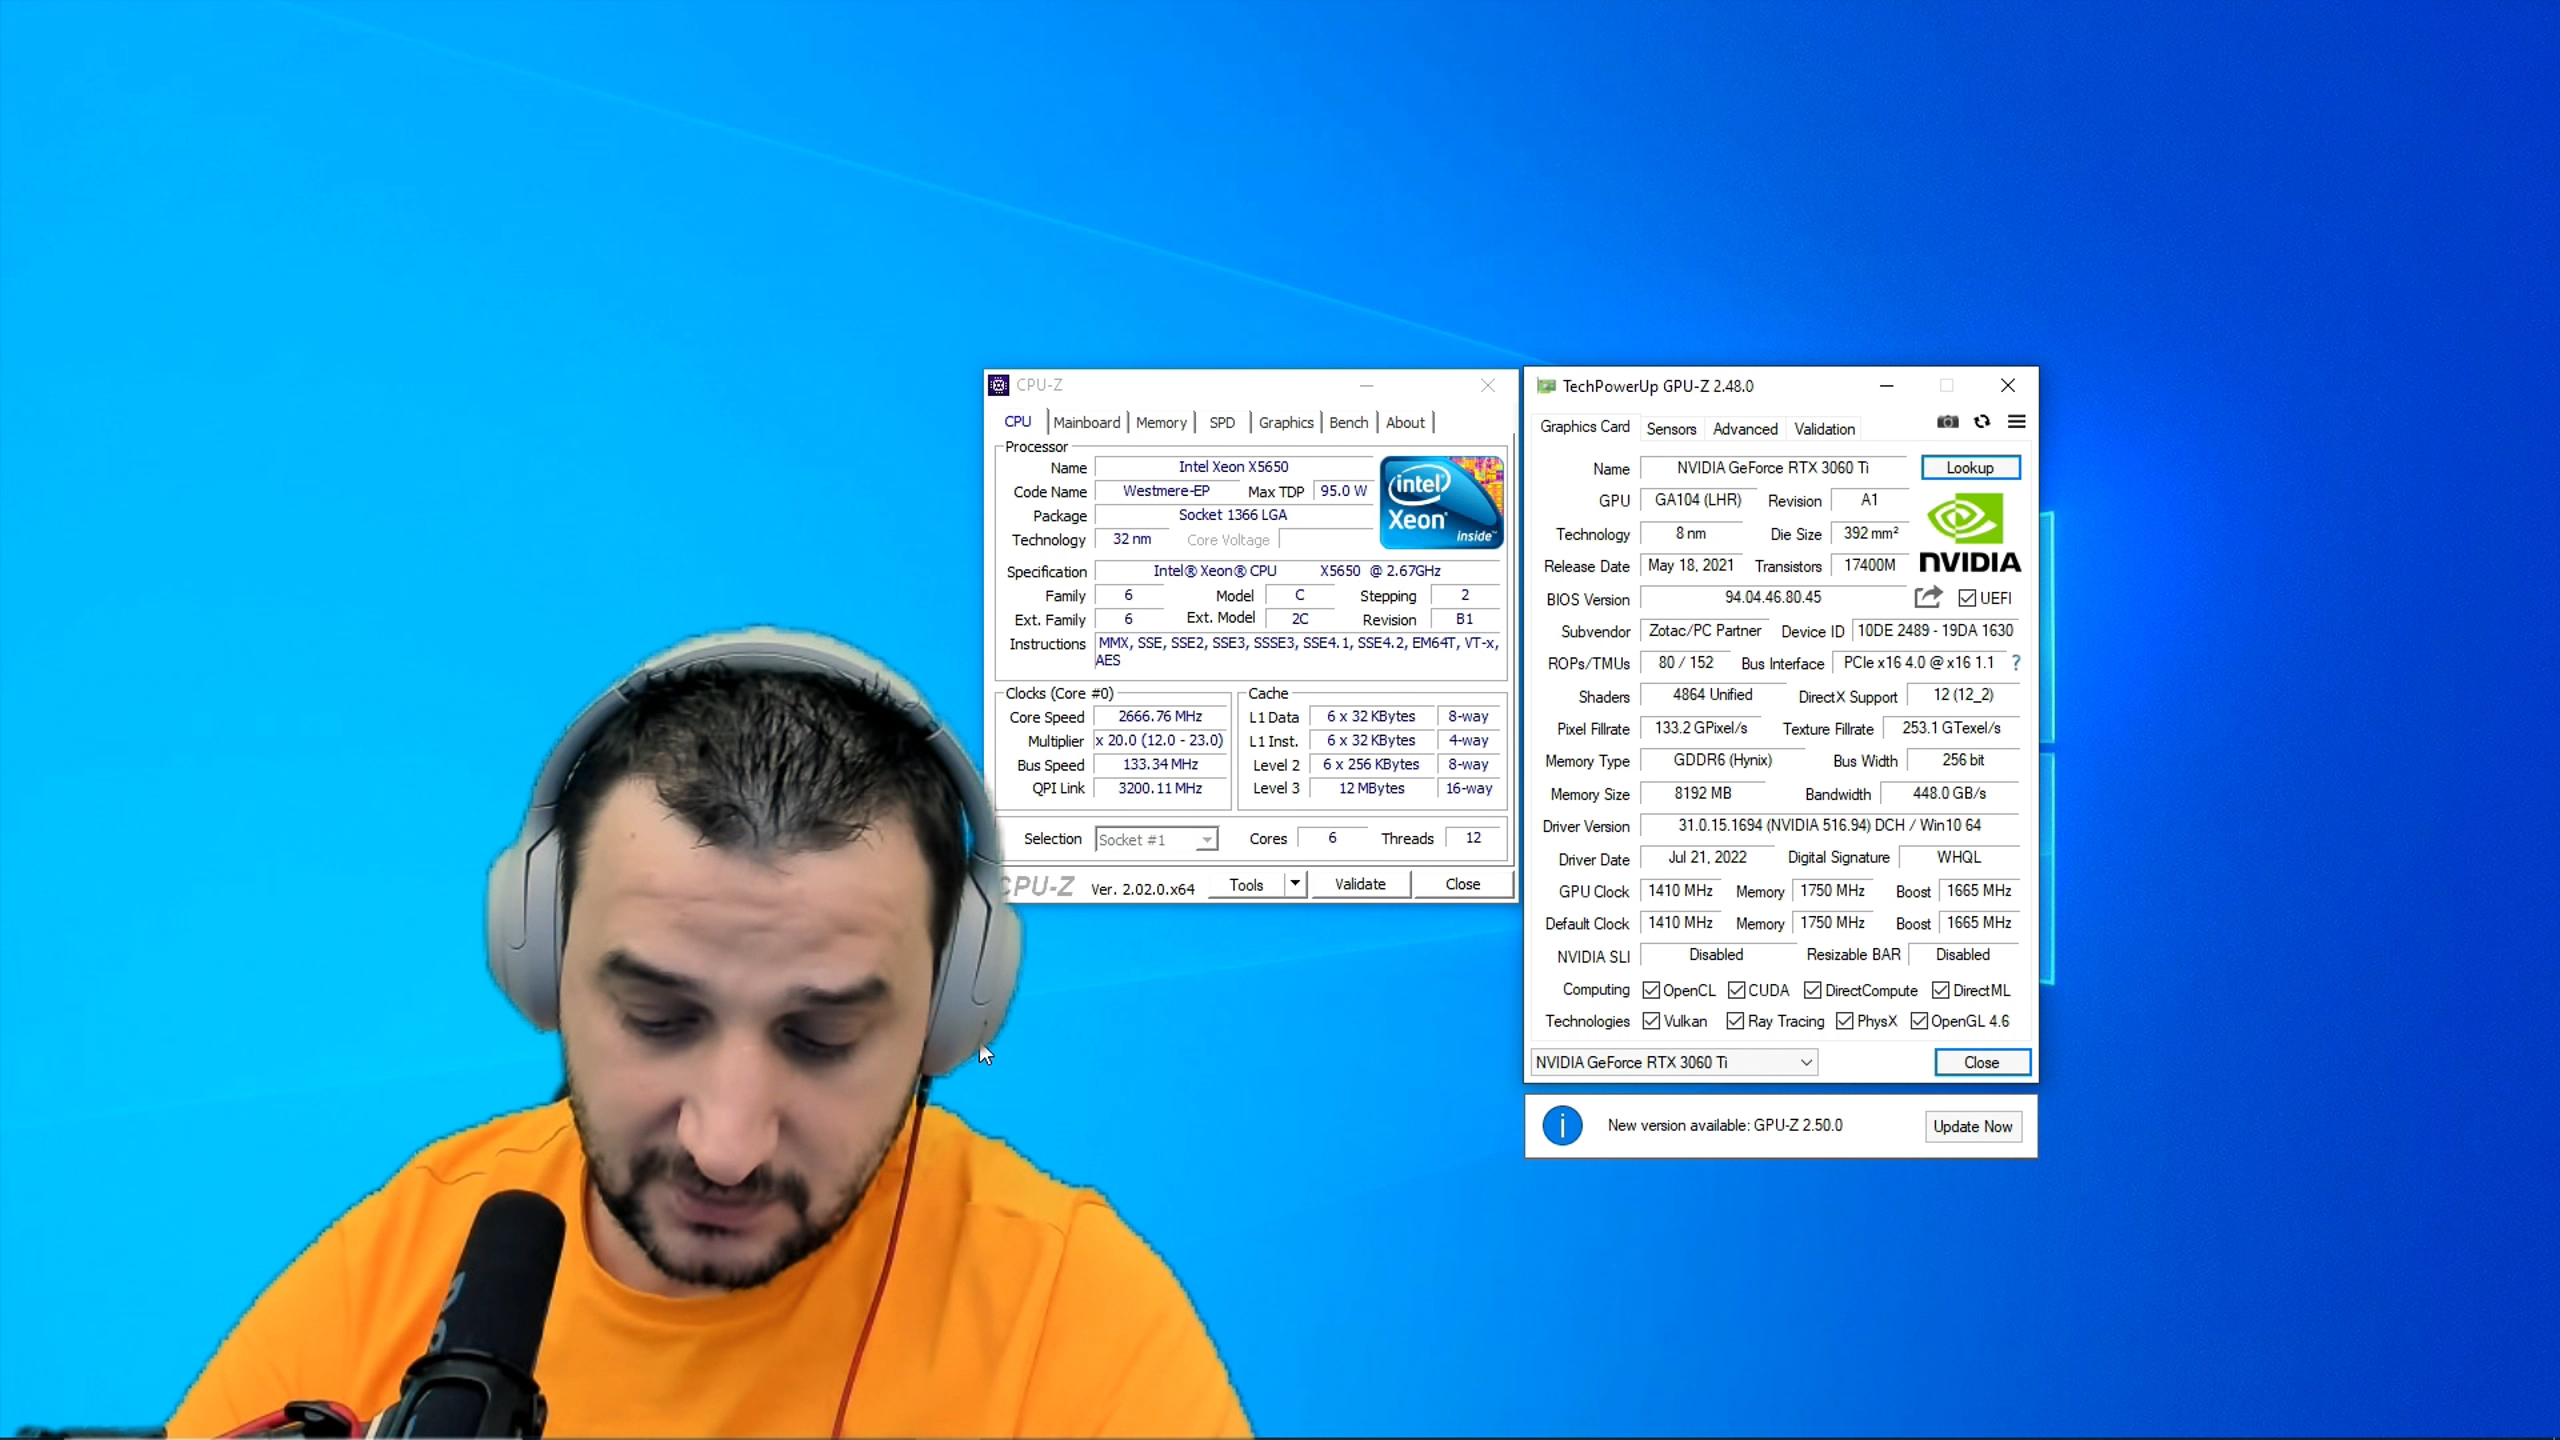 CPU-Z
CPU Mainboard Memory SPD Graphics Bench About
Processor
Name Intel Xeon X5650
Code Name Westmere-EP Max TDP 95.0 W
Package Socket 1366 LGA
Technology 32 nm Core Voltage
intel Xeon inside™
Specification Intel® Xeon® CPU X5650 @ 2.67GHz
Family 6 Model C Stepping 2
Ext. Family 6 Ext. Model 2C Revision B1
Instructions MMX, SSE, SSE2, SSE3, SSSE3, SSE4.1, SSE4.2, EM64T, VT-x,
AES
Clocks (Core #0)
Core Speed 2666.76 MHz
Multiplier x 20.0 (12.0 - 23.0)
Bus Speed 133.34 MHz
QPI Link 3200.11 MHz
Cache
L1 Data 6 x 32 KBytes 8-way
L1 Inst. 6 x 32 KBytes 4-way
Level 2 6 x 256 KBytes 8-way
Level 3 12 MBytes 16-way
Selection Socket #1 Cores 6 Threads 12
CPU-Z Ver. 2.02.0.x64 Tools Validate Close
TechPowerUp GPU-Z 2.48.0
Graphics Card Sensors Advanced Validation
Name NVIDIA GeForce RTX 3060 Ti Lookup
GPU GA104 (LHR) Revision A1
Technology 8 nm Die Size 392 mm²
Release Date May 18, 2021 Transistors 17400M
NVIDIA
BIOS Version 94.04.46.80.45 UEFI
Subvendor Zotac/PC Partner Device ID 10DE 2489 - 19DA 1630
ROPs/TMUs 80 / 152 Bus Interface PCIe x16 4.0 @ x16 1.1 ?
Shaders 4864 Unified DirectX Support 12 (12_2)
Pixel Fillrate 133.2 GPixel/s Texture Fillrate 253.1 GTexel/s
Memory Type GDDR6 (Hynix) Bus Width 256 bit
Memory Size 8192 MB Bandwidth 448.0 GB/s
Driver Version 31.0.15.1694 (NVIDIA 516.94) DCH / Win10 64
Driver Date Jul 21, 2022 Digital Signature WHQL
GPU Clock 1410 MHz Memory 1750 MHz Boost 1665 MHz
Default Clock 1410 MHz Memory 1750 MHz Boost 1665 MHz
NVIDIA SLI Disabled Resizable BAR Disabled
Computing OpenCL CUDA DirectCompute DirectML
Technologies Vulkan Ray Tracing PhysX OpenGL 4.6
NVIDIA GeForce RTX 3060 Ti Close
New version available: GPU-Z 2.50.0 Update Now